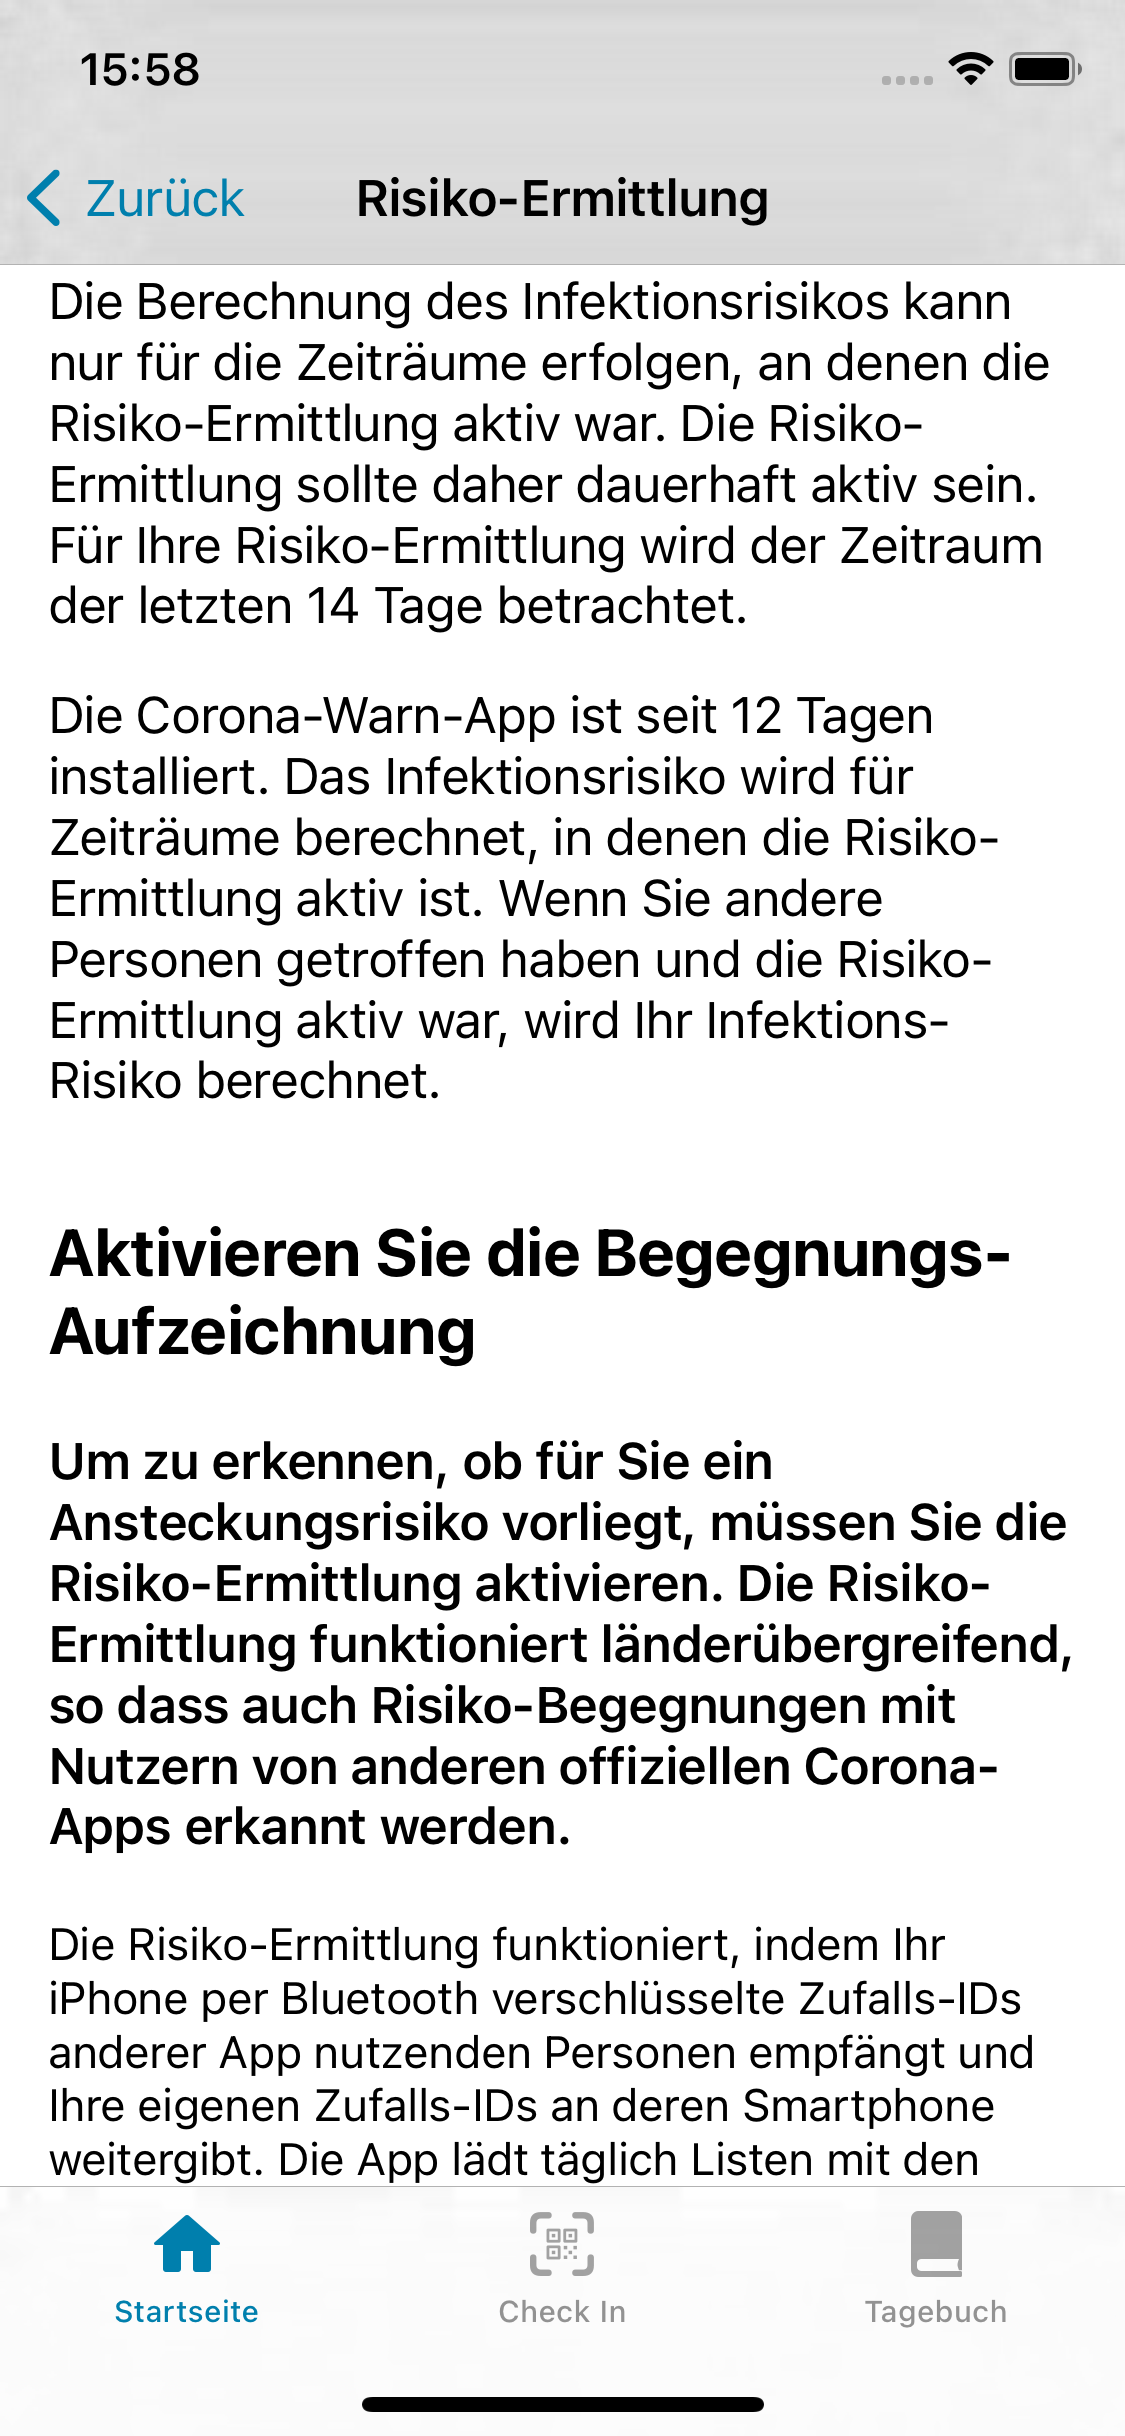 15:58
Zurück
Risiko-Ermittlung
Die Berechnung des Infektionsrisikos kann
nur für die Zeiträume erfolgen, an denen die
Risiko-Ermittlung aktiv war. Die Risiko-
Ermittlung sollte daher dauerhaft aktiv sein.
Für Ihre Risiko-Ermittlung wird der Zeitraum
der letzten 14 Tage betrachtet.
Die Corona-Warn-App ist seit 12 Tagen
installiert. Das Infektionsrisiko wird für
Zeiträume berechnet, in denen die Risiko-
Ermittlung aktiv ist. Wenn Sie andere
Personen getroffen haben und die Risiko-
Ermittlung aktiv war, wird Ihr Infektions-
Risiko berechnet.
Aktivieren Sie die Begegnungs-
Aufzeichnung
Um zu erkennen, ob für Sie ein
Ansteckungsrisiko vorliegt, müssen Sie die
Risiko-Ermittlung aktivieren. Die Risiko-
Ermittlung funktioniert länderübergreifend,
so dass auch Risiko-Begegnungen mit
Nutzern von anderen offiziellen Corona-
Apps erkannt werden.
Die Risiko-Ermittlung funktioniert, indem Ihr
iPhone per Bluetooth verschlüsselte Zufalls-IDs
anderer App nutzenden Personen empfängt und
Ihre eigenen Zufalls-IDs an deren Smartphone
weitergibt. Die App lädt täglich Listen mit den
Startseite
Check In
Tagebuch